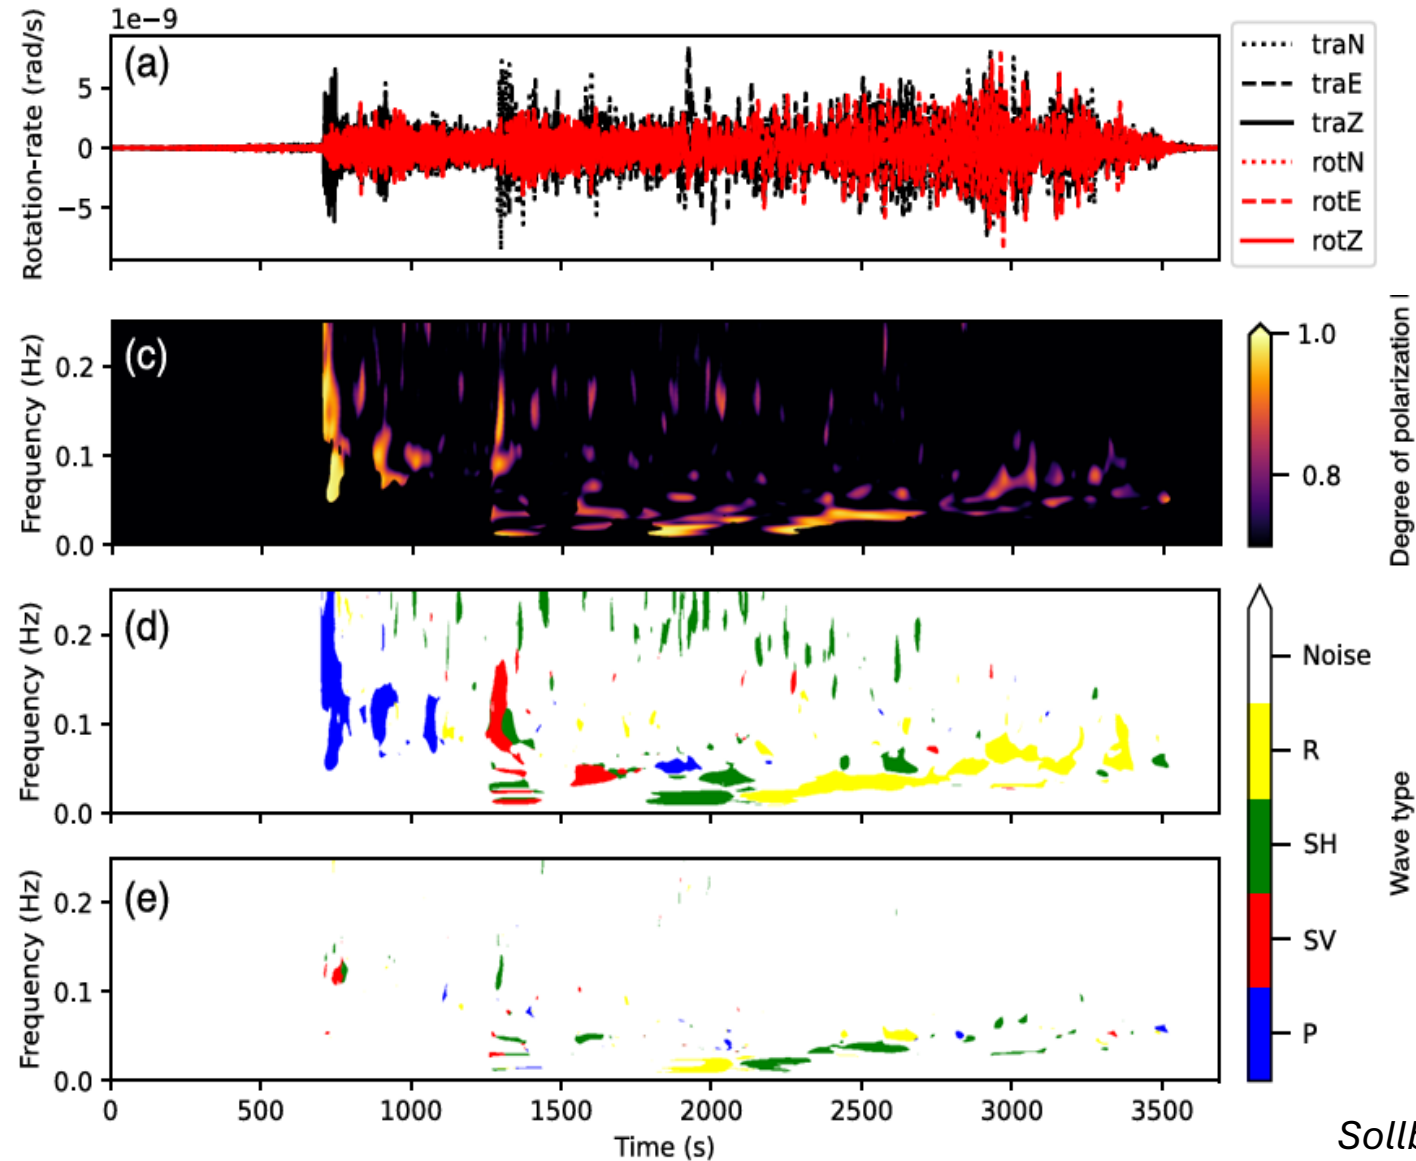 1e−9
Rotation-rate (rad/s)
(a)
5
0
−5
traN
traE
traZ
rotN
rotE
rotZ
Frequency (Hz)
(c)
0.2
0.1
0.0
1.0
0.8
Degree of polarization
Frequency (Hz)
(d)
0.2
0.1
0.0
Noise
R
SH
SV
P
Wave type
Frequency (Hz)
(e)
0.2
0.1
0.0
0
500
1000
1500
2000
2500
3000
3500
Time (s)
Sollb